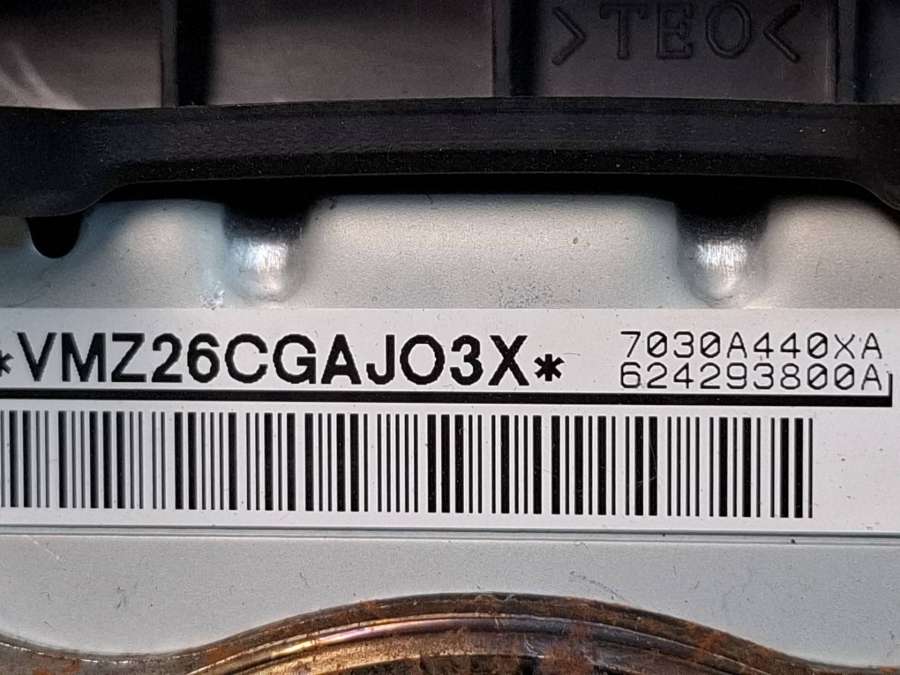 >TEO<
*VMZ26CGAJO3X*
7030A440XA
624293800A